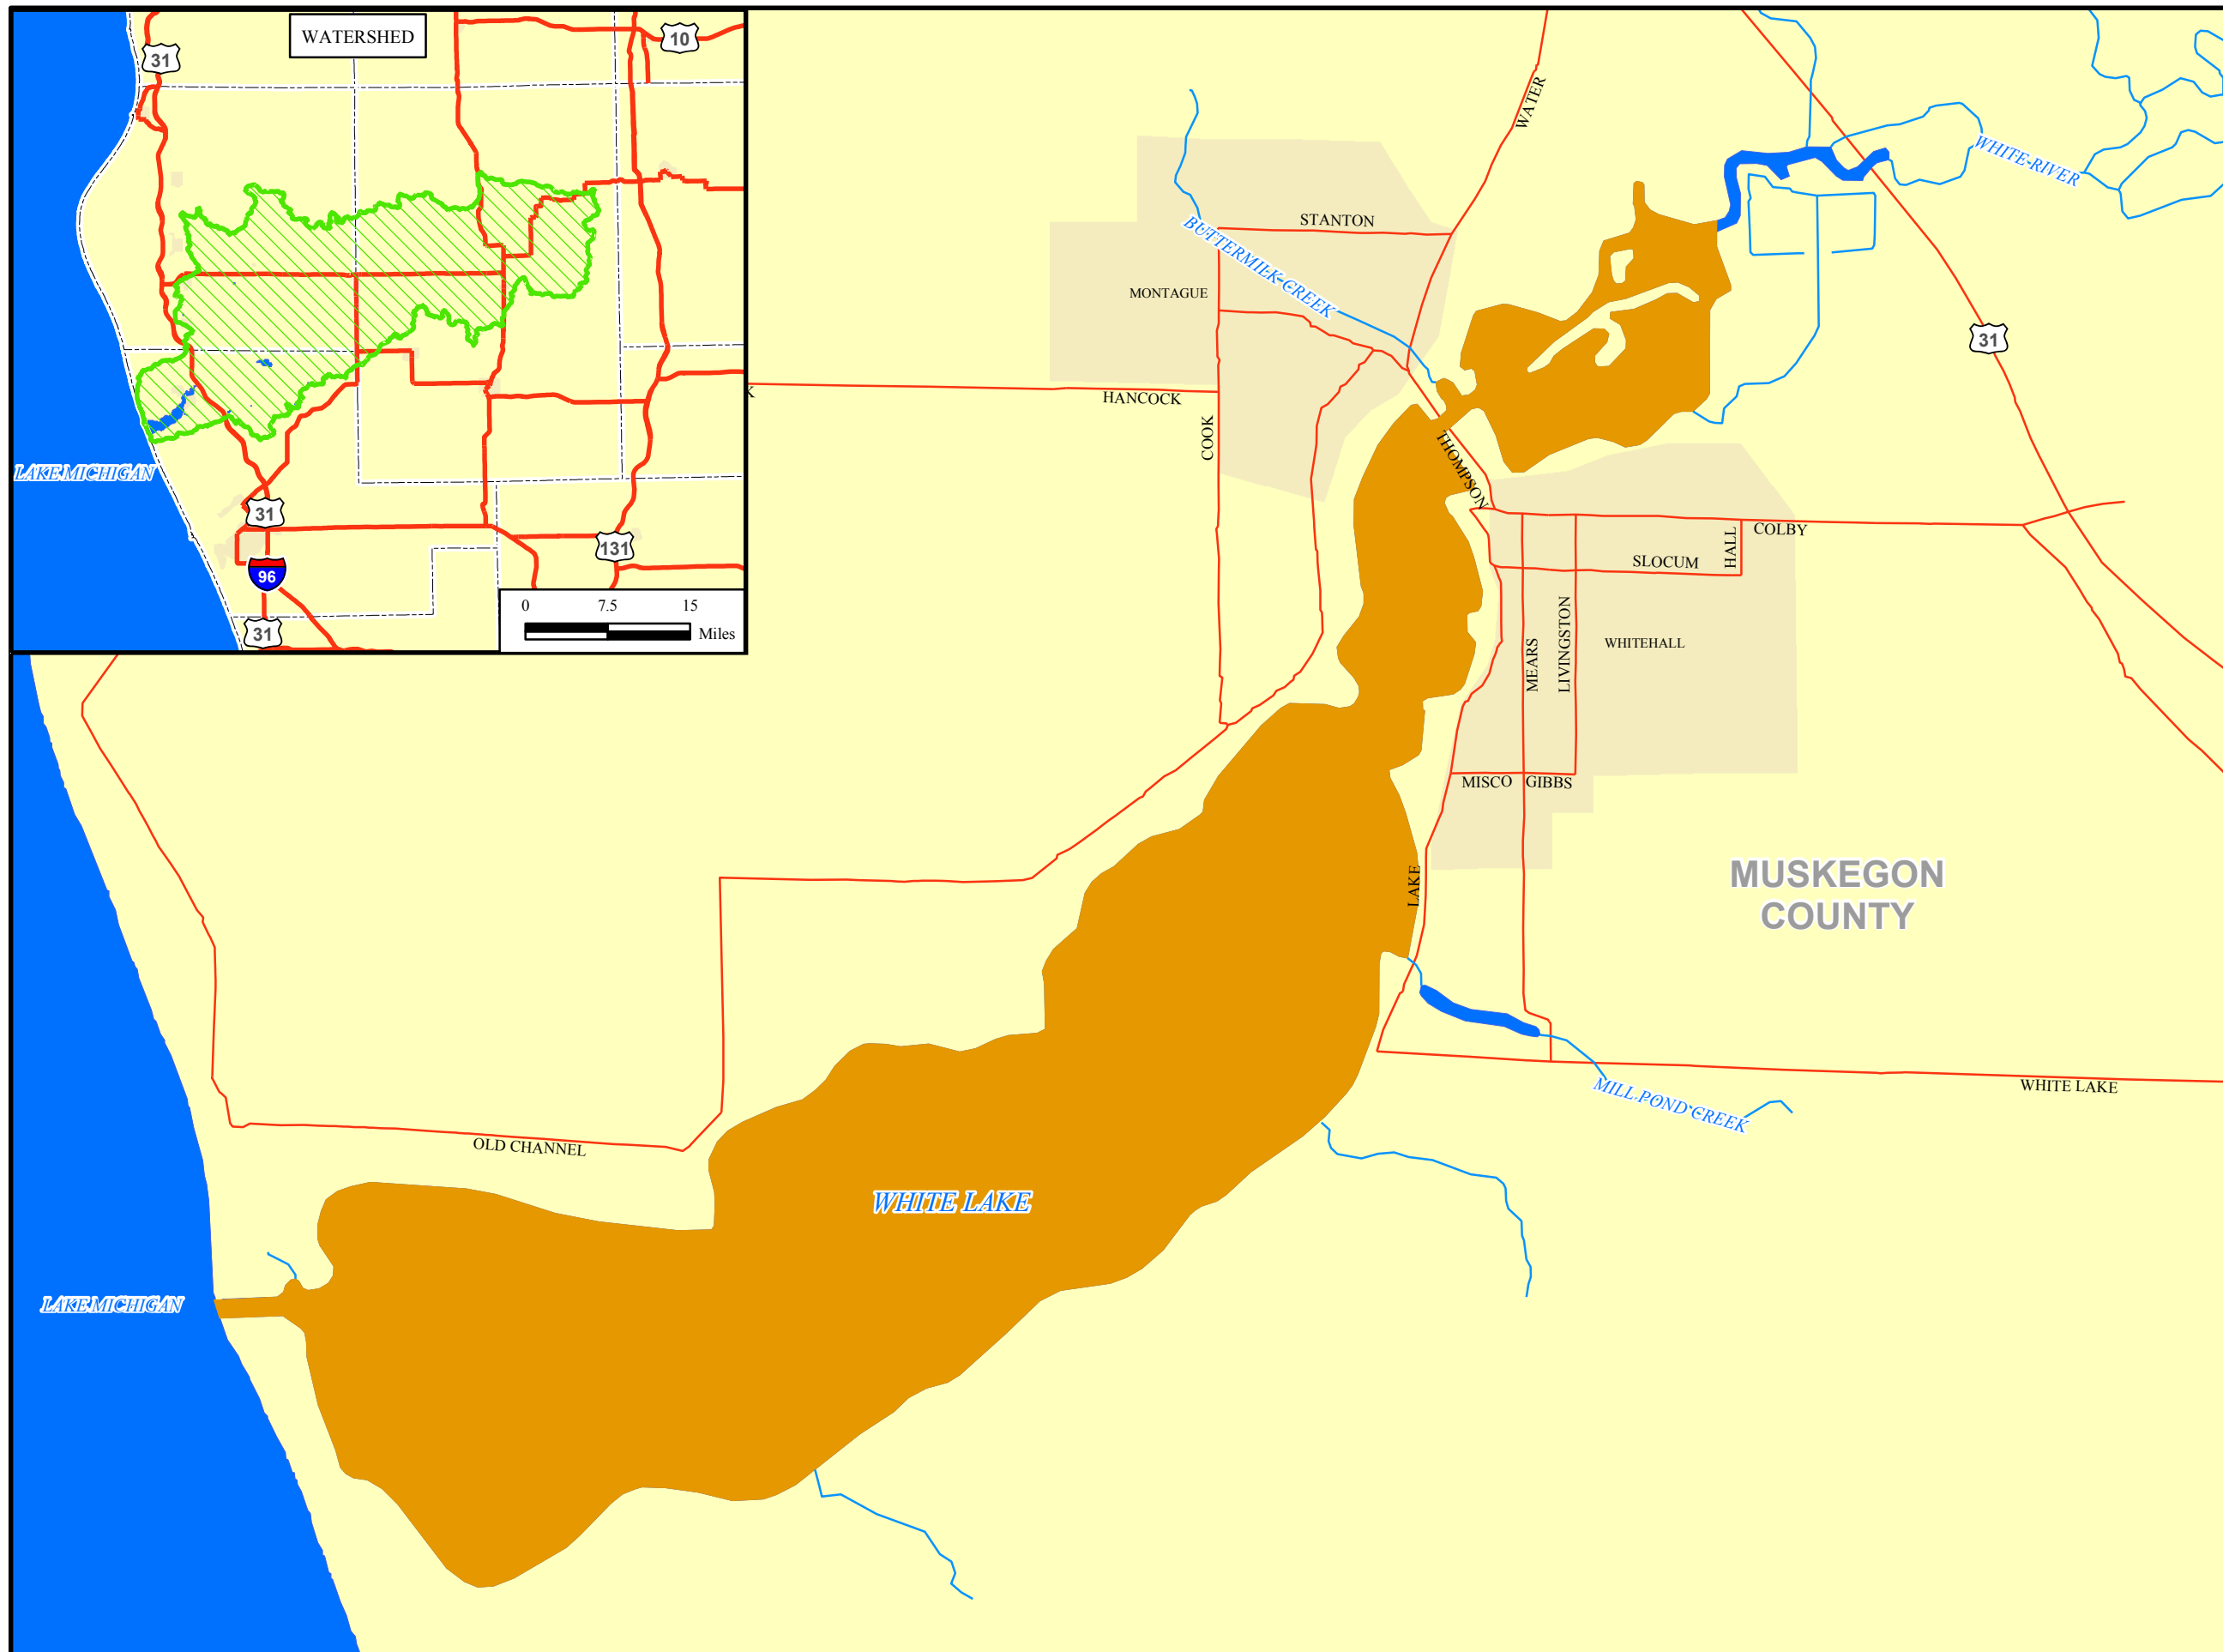 WATERSHED
31
10
LAKE MICHIGAN
31
131
96
31
0 7.5 15
Miles
WATER
WHITE RIVER
STANTON
BUTTERMILK CREEK
MONTAGUE
31
K
HANCOCK
COOK
THOMPSON
COLBY
HALL
SLOCUM
LIVINGSTON
MEARS
WHITEHALL
MISCO
GIBBS
LAKE
MUSKEGON
COUNTY
WHITE LAKE
MILL POND CREEK
OLD CHANNEL
WHITE LAKE
LAKE MICHIGAN